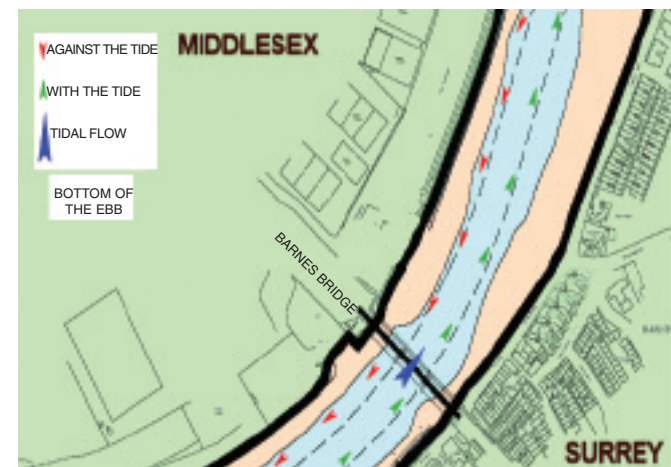 AGAINST THE TIDE
MIDDLESEX
WITH THE TIDE
TIDAL FLOW
BOTTOM OF
THE EBB
BARNES BRIDGE
SURREY